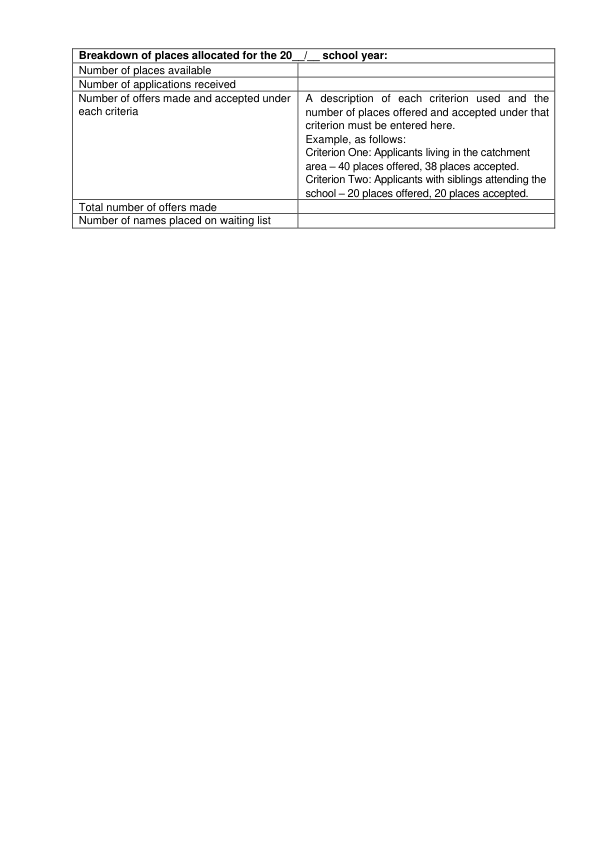 Breakdown of places allocated for the 20__/__ school year:
Number of places available
Number of applications received
Number of offers made and accepted under
each criteria
A description of each criterion used and the
number of places offered and accepted under that
criterion must be entered here.
Example, as follows:
Criterion One: Applicants living in the catchment
area – 40 places offered, 38 places accepted.
Criterion Two: Applicants with siblings attending the
school – 20 places offered, 20 places accepted.
Total number of offers made
Number of names placed on waiting list